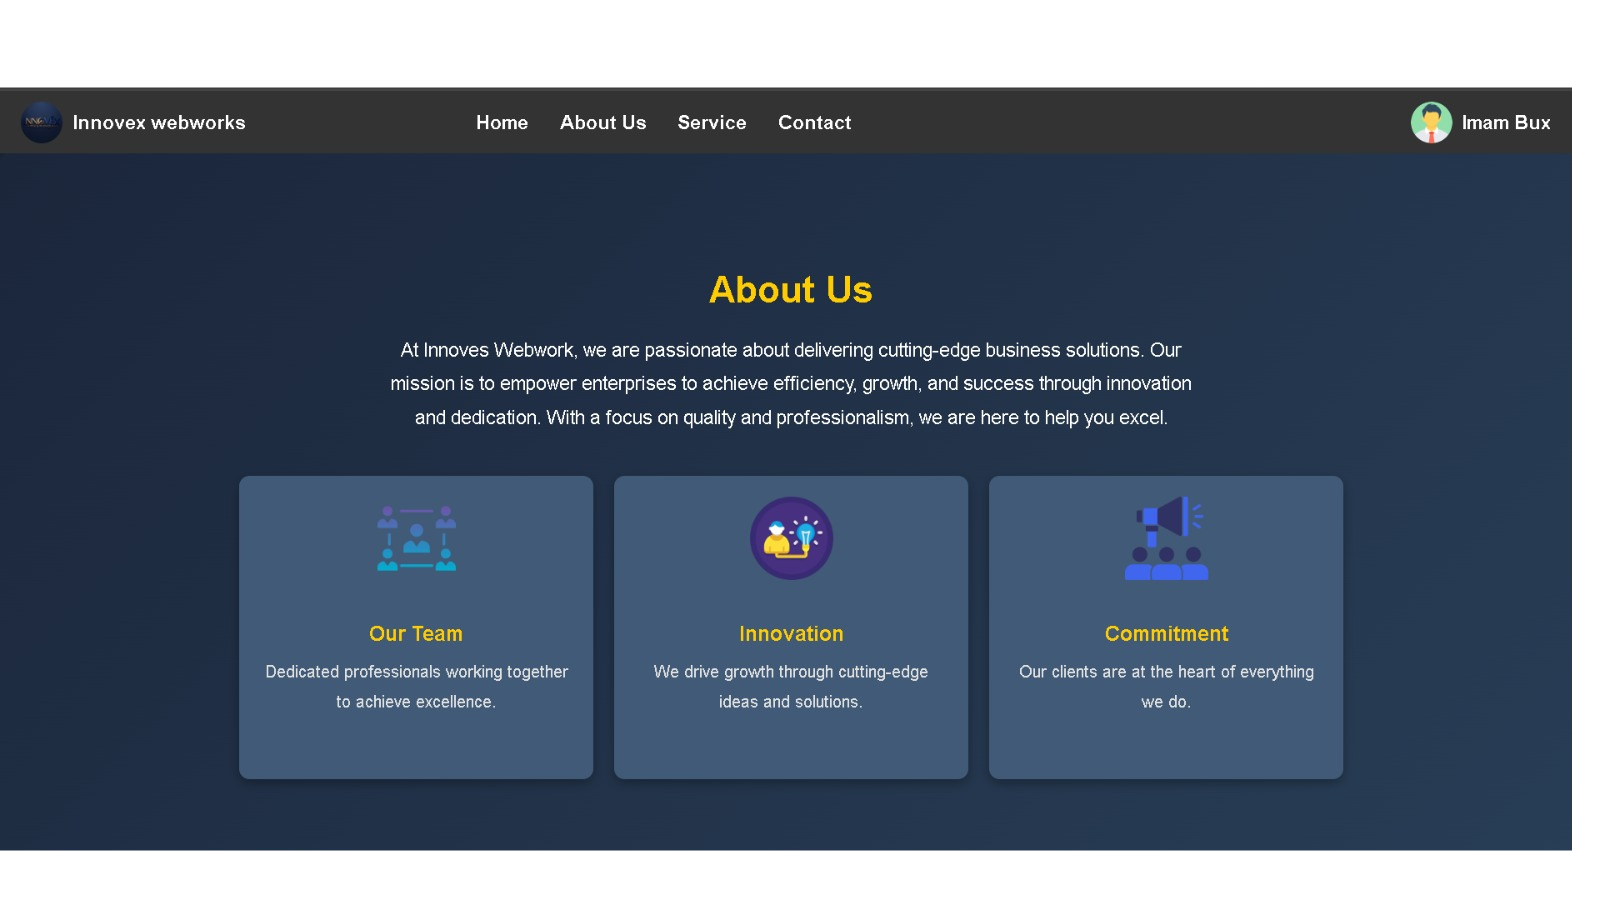 Innovex webworks
Home
About Us
Service
Contact
Imam Bux
About Us
At Innoves Webwork, we are passionate about delivering cutting-edge business solutions. Our
mission is to empower enterprises to achieve efficiency, growth, and success through innovation
and dedication. With a focus on quality and professionalism, we are here to help you excel.
Our Team
Dedicated professionals working together
to achieve excellence.
Innovation
We drive growth through cutting-edge
ideas and solutions.
Commitment
Our clients are at the heart of everything
we do.